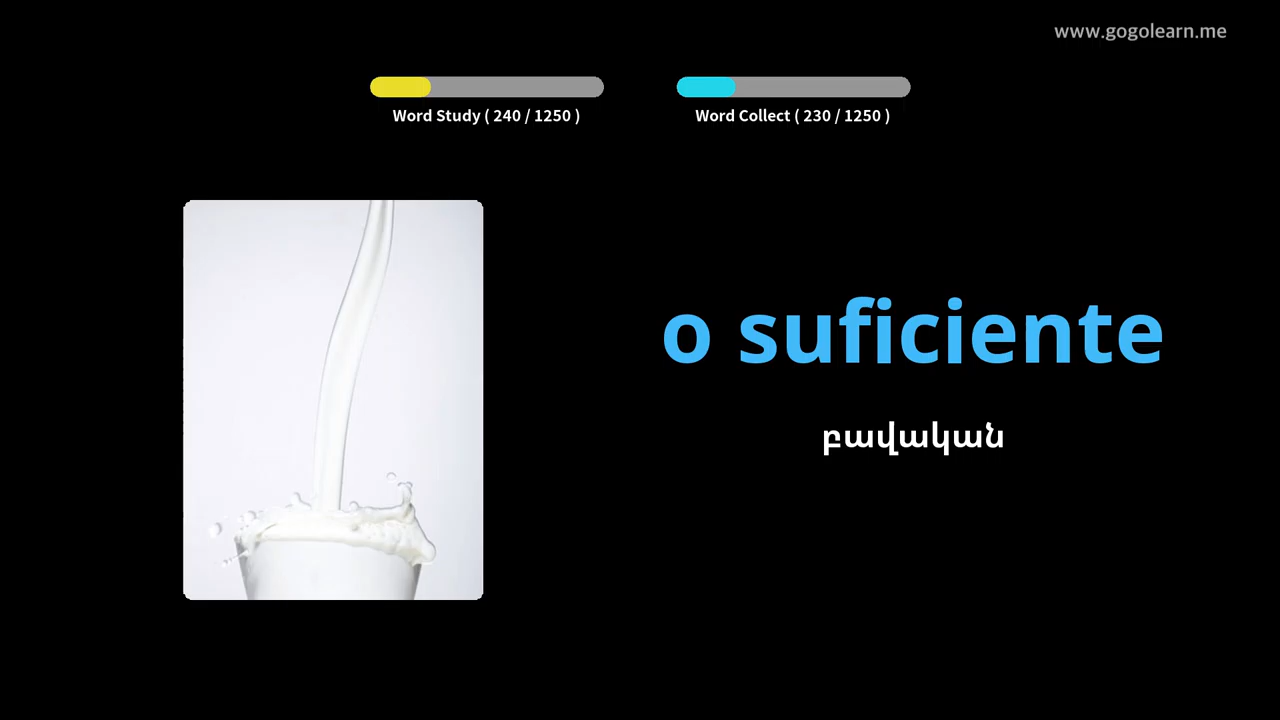 www.gogolearn.me
Word Study ( 240 / 1250 )
Word Collect ( 230 / 1250 )
o suficiente
բավական